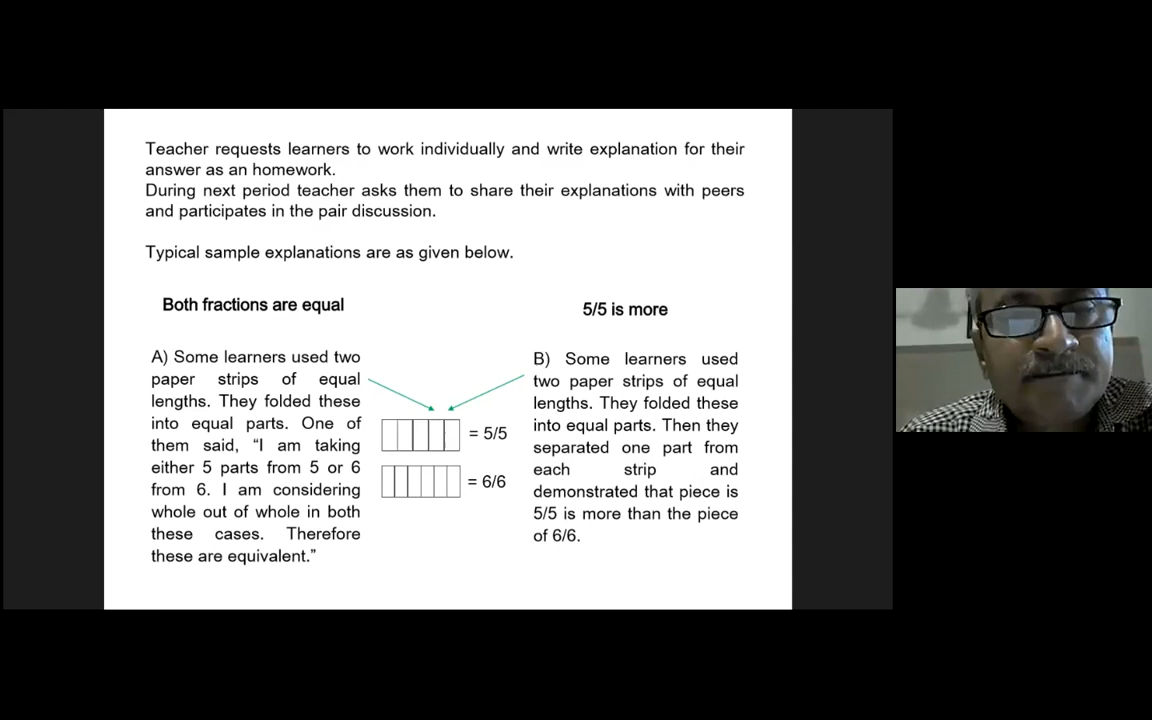 Teacher requests learners to work individually and write explanation for their
answer as an homework.
During next period teacher asks them to share their explanations with peers
and participates in the pair discussion.
Typical sample explanations are as given below.
Both fractions are equal
A) Some learners used two
paper strips of equal
lengths. They folded these
into equal parts. One of
them said, “I am taking
either 5 parts from 5 or 6
from 6. I am considering
whole out of whole in both
these cases. Therefore
these are equivalent.”
= 5/5
= 6/6
5/5 is more
B) Some learners used
two paper strips of equal
lengths. They folded these
into equal parts. Then they
separated one part from
each strip and
demonstrated that piece is
5/5 is more than the piece
of 6/6.